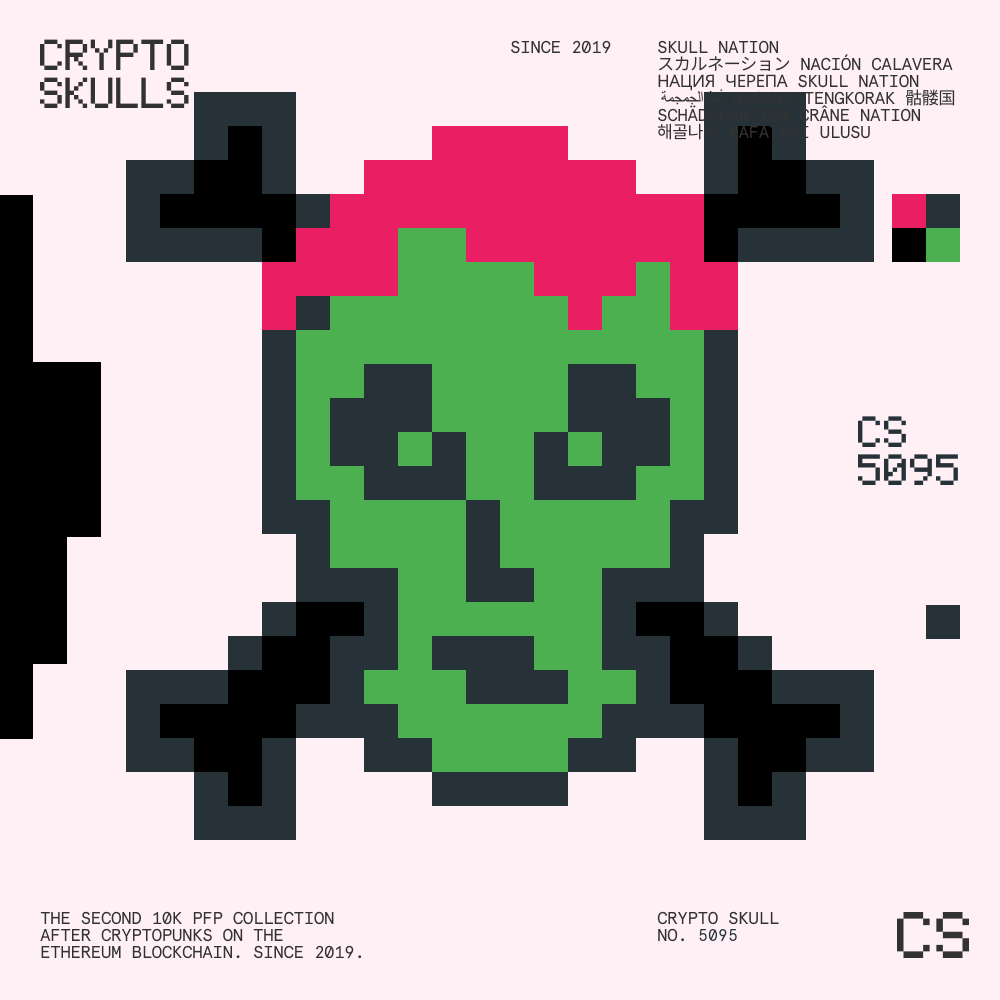 CRYPTO
SKULLS
SINCE 2019
SKULL NATION
スカルネーション NACIÓN CALAVERA
НАЦИЯ ЧЕРЕПА SKULL NATION
الجمجمة TENGKORAK 骷髅国
CRÂNE NATION
ULUSU
CS
5095
THE SECOND 10K PFP COLLECTION
AFTER CRYPTOPUNKS ON THE
ETHEREUM BLOCKCHAIN. SINCE 2019.
CRYPTO SKULL
NO. 5095
CS